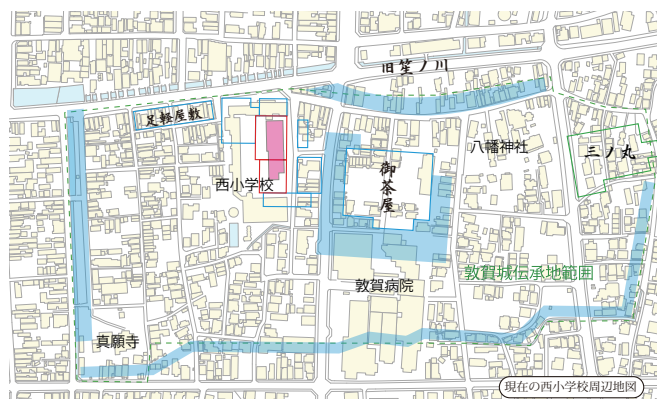 旧笙ノ川
足軽屋敷
八幡神社
三ノ丸
御茶屋
西小学校
敦賀城伝承地範囲
敦賀病院
真願寺
現在の西小学校周辺地図